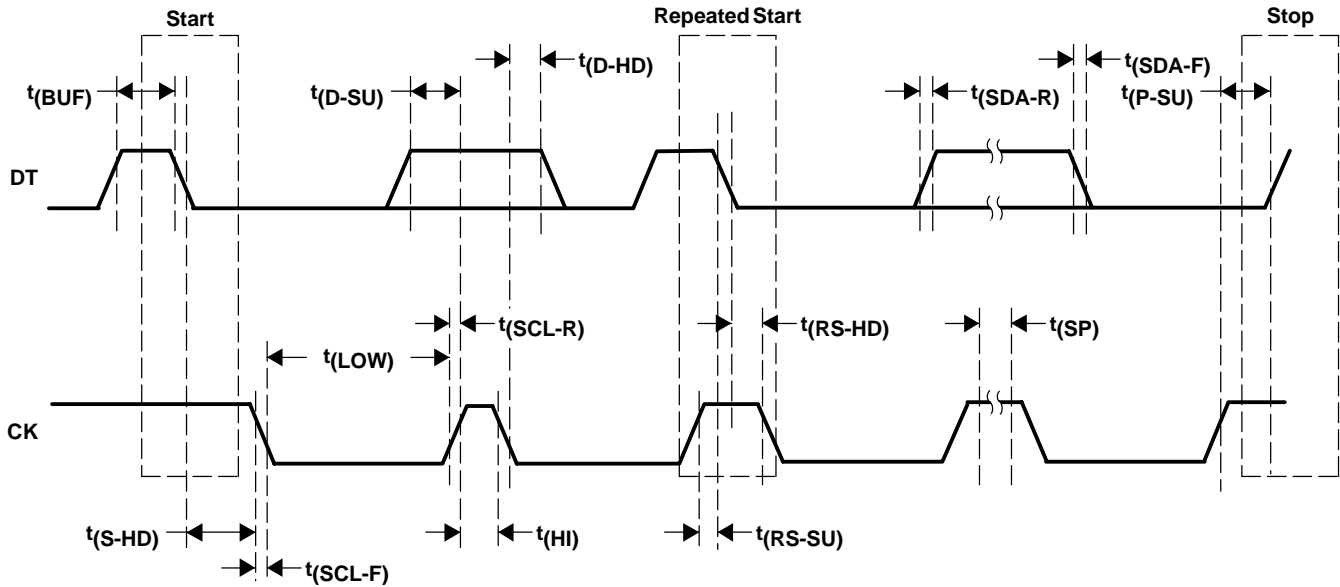 Start
Repeated Start
Stop
t(BUF)
t(D-SU)
t(D-HD)
t(SDA-R)
t(SDA-F)
t(P-SU)
DT
t(LOW)
t(SCL-R)
t(RS-HD)
t(SP)
CK
t(S-HD)
t(SCL-F)
t(HI)
t(RS-SU)